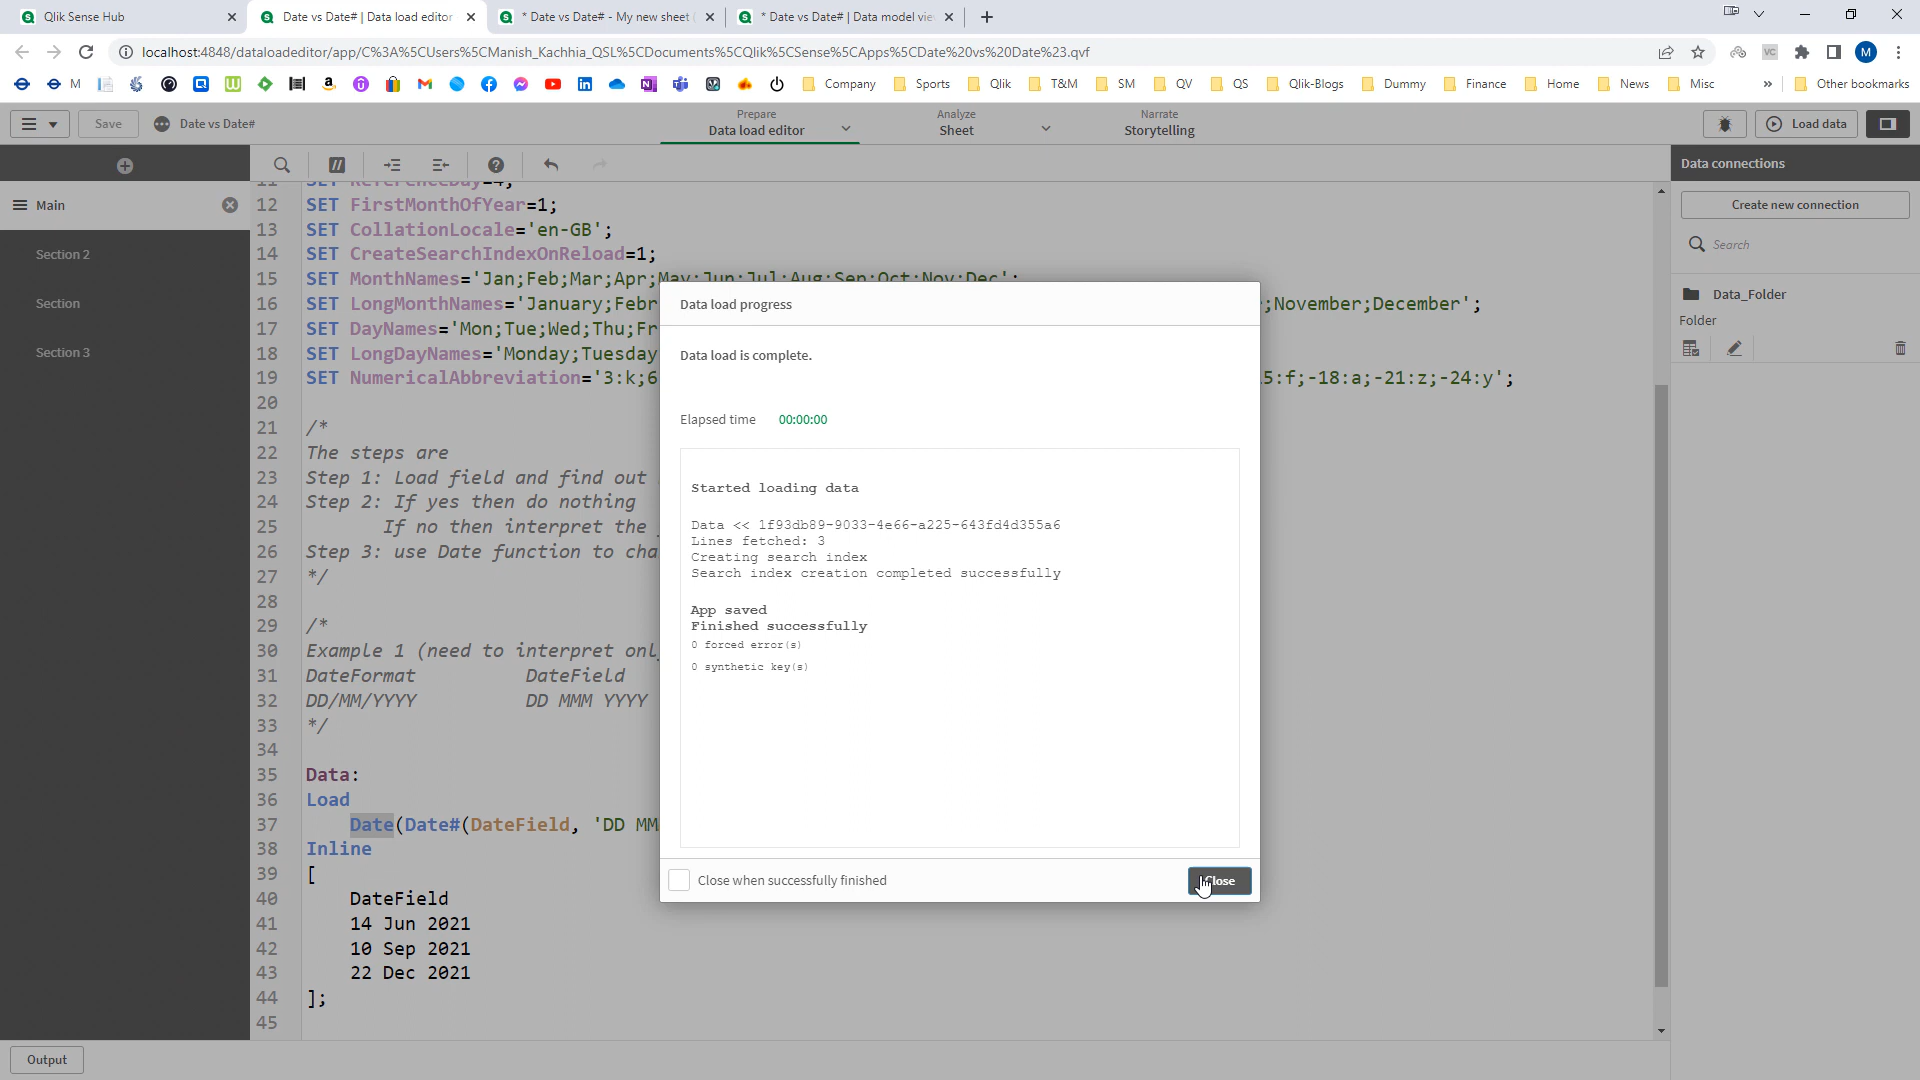 Qlik Sense Hub
Date vs Date# | Data load editor
* Date vs Date# - My new sheet
* Date vs Date# | Data model vie
localhost:4848/dataloadeditor/app/C%3A%5CUsers%5CManish_Kachhia_QSL%5CDocuments%5CQlik%5CSense%5CApps%5CDate%20vs%20Date%23.qvf
VC
M
M
Company
Sports
Qlik
T&M
SM
QV
QS
Qlik-Blogs
Dummy
Finance
Home
News
Misc
»
Other bookmarks
Save
Date vs Date#
Prepare
Data load editor
Analyze
Sheet
Narrate
Storytelling
Load data
Main
Section 2
Section
Section 3
11 SET ReferenceDay=4;
12 SET FirstMonthOfYear=1;
13 SET CollationLocale='en-GB';
14 SET CreateSearchIndexOnReload=1;
15 SET MonthNames='Jan;Feb;Mar;Apr;May;Jun;Jul;Aug;Sep;Oct;Nov;Dec';
16 SET LongMonthNames='January;Febr ;November;December';
17 SET DayNames='Mon;Tue;Wed;Thu;Fr
18 SET LongDayNames='Monday;Tuesday
19 SET NumericalAbbreviation='3:k;6 5:f;-18:a;-21:z;-24:y';
20
21 /*
22 The steps are
23 Step 1: Load field and find out
24 Step 2: If yes then do nothing
25 If no then interpret the
26 Step 3: use Date function to cha
27 */
28
29 /*
30 Example 1 (need to interpret onl
31 DateFormat DateField
32 DD/MM/YYYY DD MMM YYYY
33 */
34
35 Data:
36 Load
37 Date(Date#(DateField, 'DD MM
38 Inline
39 [
40 DateField
41 14 Jun 2021
42 10 Sep 2021
43 22 Dec 2021
44 ];
45
Data load progress
Data load is complete.
Elapsed time 00:00:00
Started loading data
Data << 1f93db89-9033-4e66-a225-643fd4d355a6
Lines fetched: 3
Creating search index
Search index creation completed successfully
App saved
Finished successfully
0 forced error(s)
0 synthetic key(s)
Close when successfully finished
Close
Data connections
Create new connection
Search
Data_Folder
Folder
Output